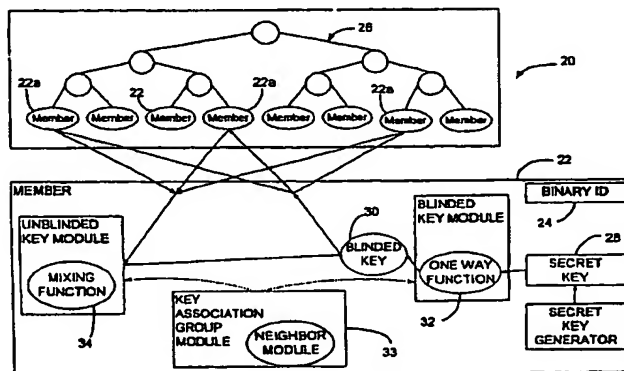 26
20
22a
22
22a
22a
Member
Member
Member
Member
Member
Member
Member
Member
22
MEMBER
BINARY ID
24
UNBLINDED
KEY MODULE
MIXING
FUNCTION
34
30
BLINDED
KEY
BLINDED
KEY MODULE
ONE WAY
FUNCTION
32
28
SECRET
KEY
SECRET
KEY
GENERATOR
KEY
ASSOCIATION
GROUP
MODULE
NEIGHBOR
MODULE
33